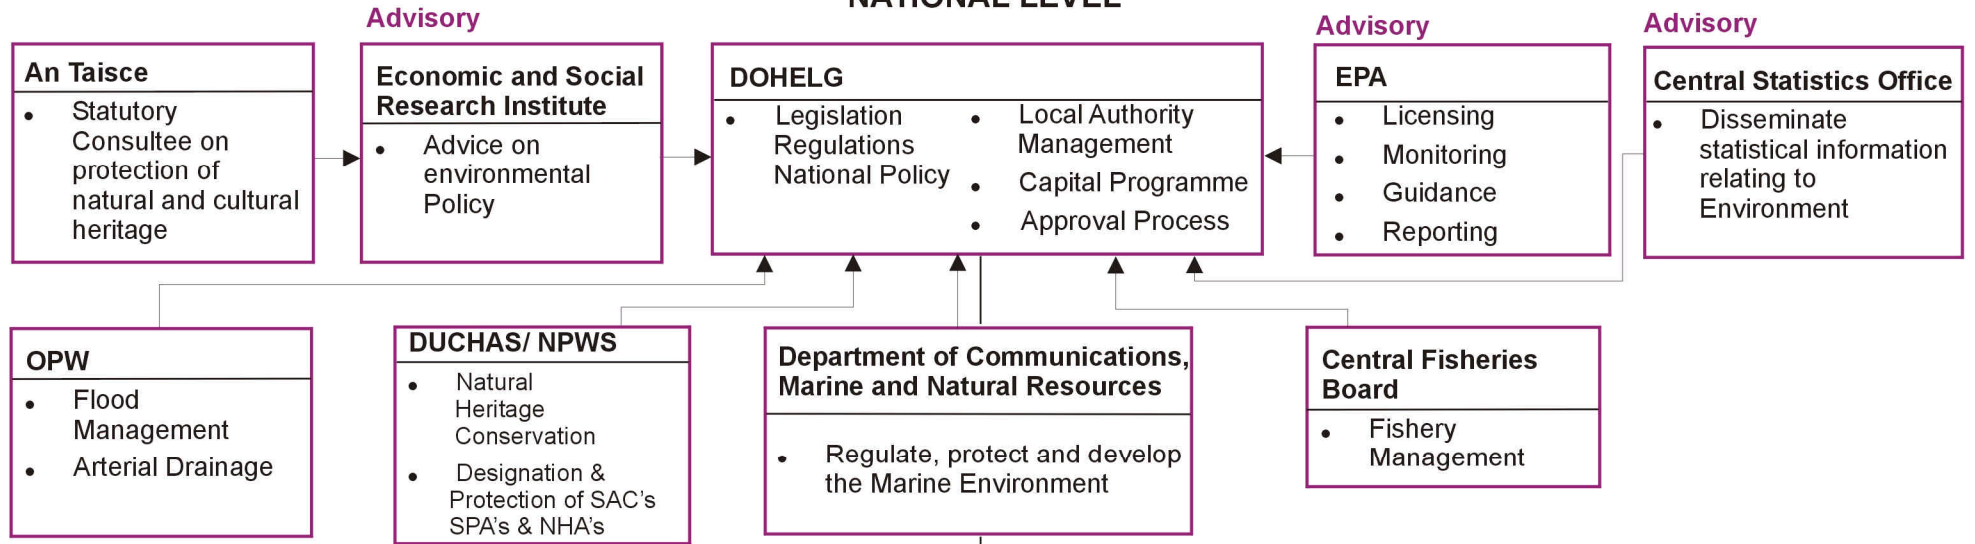 NATIONAL LEVEL
Advisory
Advisory
Advisory
An Taisce
• Statutory
Consultee on
protection of
natural and cultural
heritage
Economic and Social
Research Institute
• Advice on
environmental
Policy
DOHELG
• Legislation
Regulations
National Policy
• Local Authority
Management
• Capital Programme
• Approval Process
EPA
• Licensing
• Monitoring
• Guidance
• Reporting
Central Statistics Office
• Disseminate
statistical information
relating to
Environment
OPW
• Flood
Management
• Arterial Drainage
DUCHAS/ NPWS
• Natural
Heritage
Conservation
• Designation &
Protection of SAC’s
SPA’s & NHA’s
Department of Communications,
Marine and Natural Resources
• Regulate, protect and develop
the Marine Environment
Central Fisheries
Board
• Fishery
Management